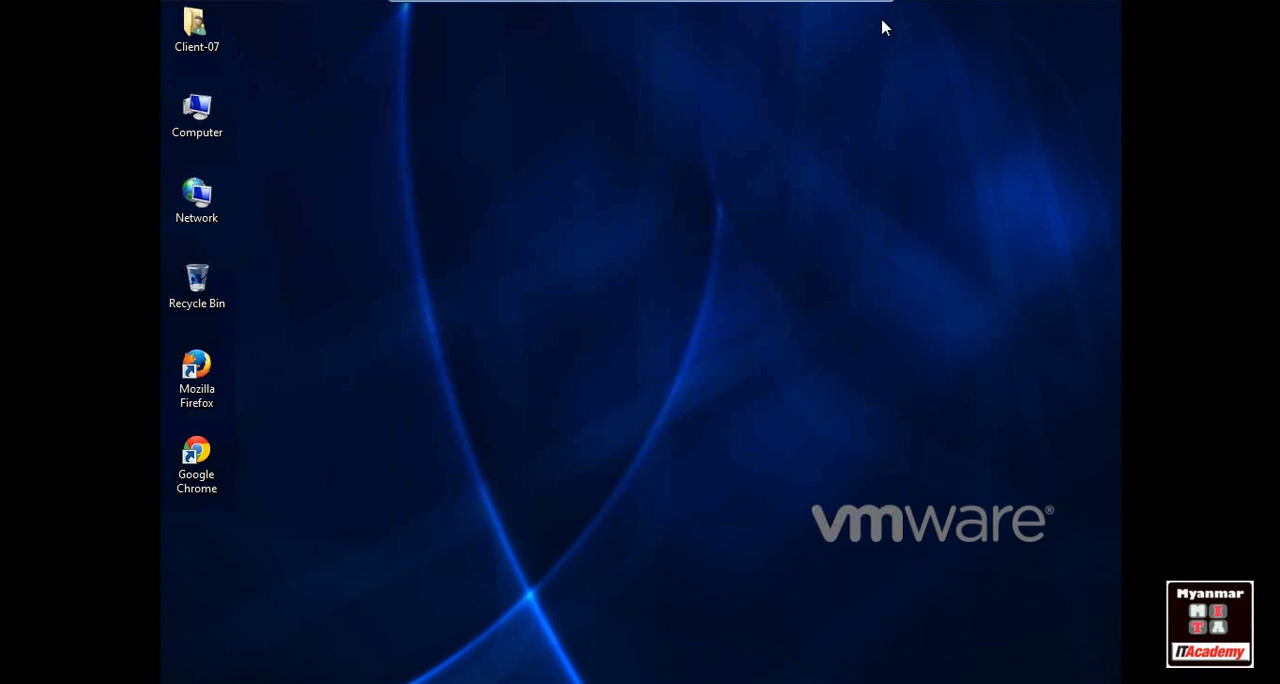 Client-07
Computer
Network
Recycle Bin
Mozilla
Firefox
Google
Chrome
vmware®
Myanmar
M I
T A
ITAcademy